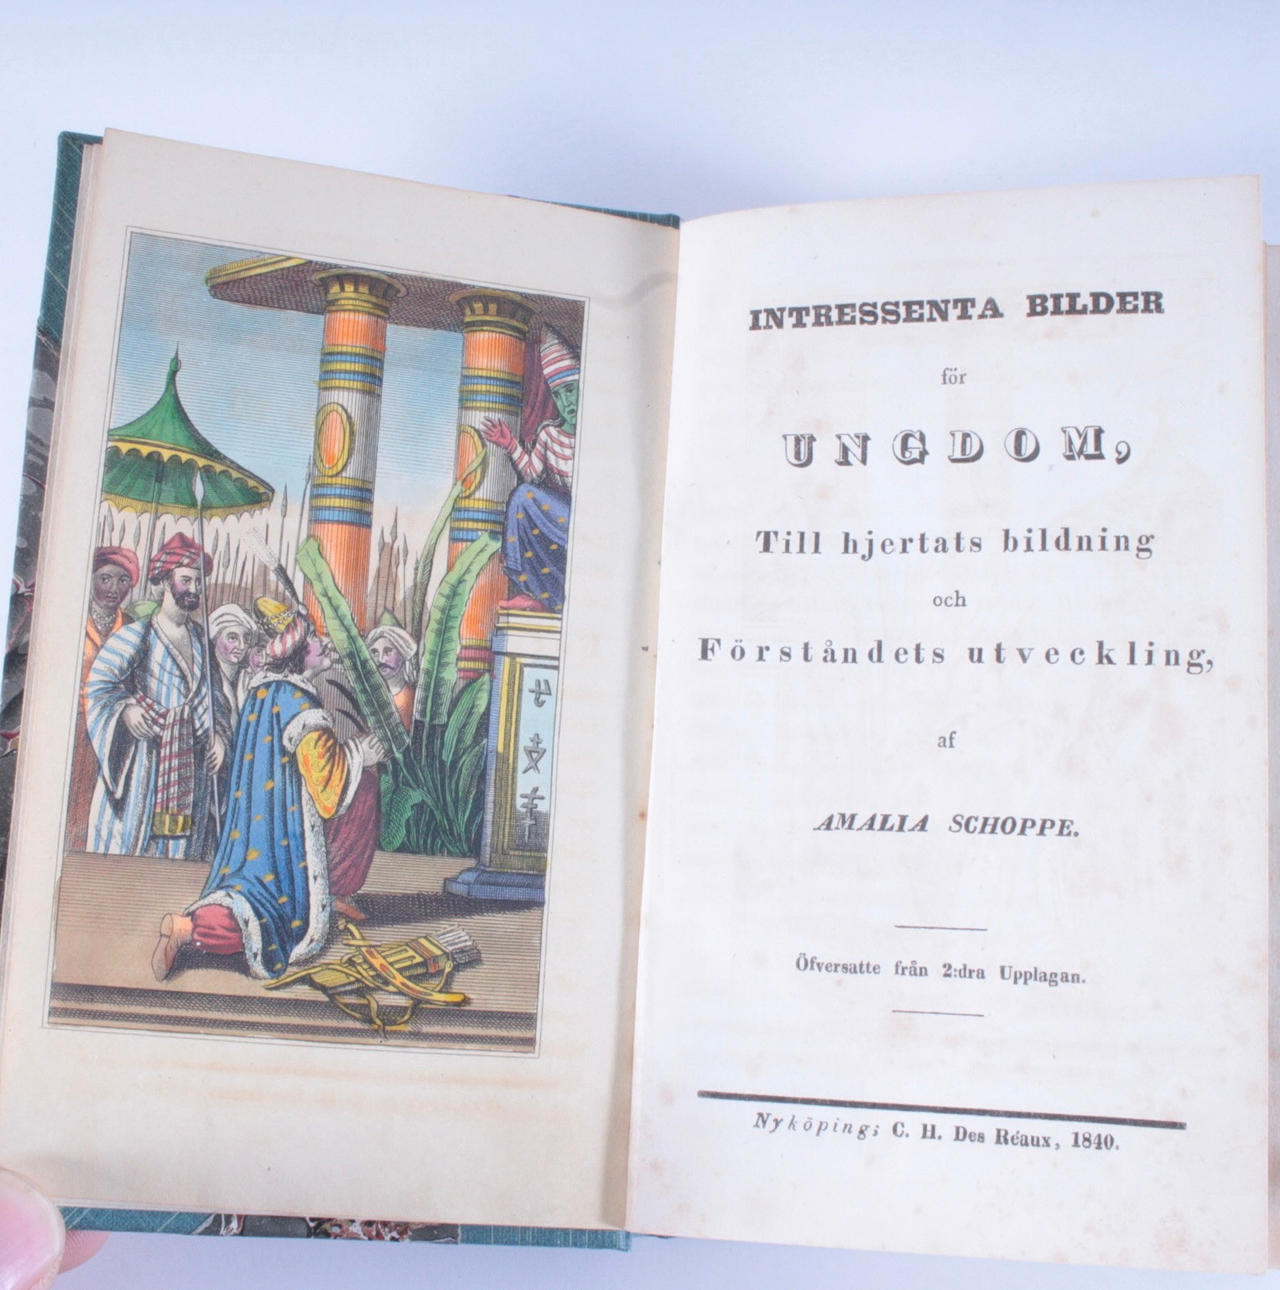 INTRESSENTA BILDER
för
UNGDOM,
Till hjertats bildning
och
Förståndets utveckling,
af
AMALIA SCHOPPE.
Öfversatte från 2:dra Upplagan.
Nyköping; C. H. Des Réaux, 1840.